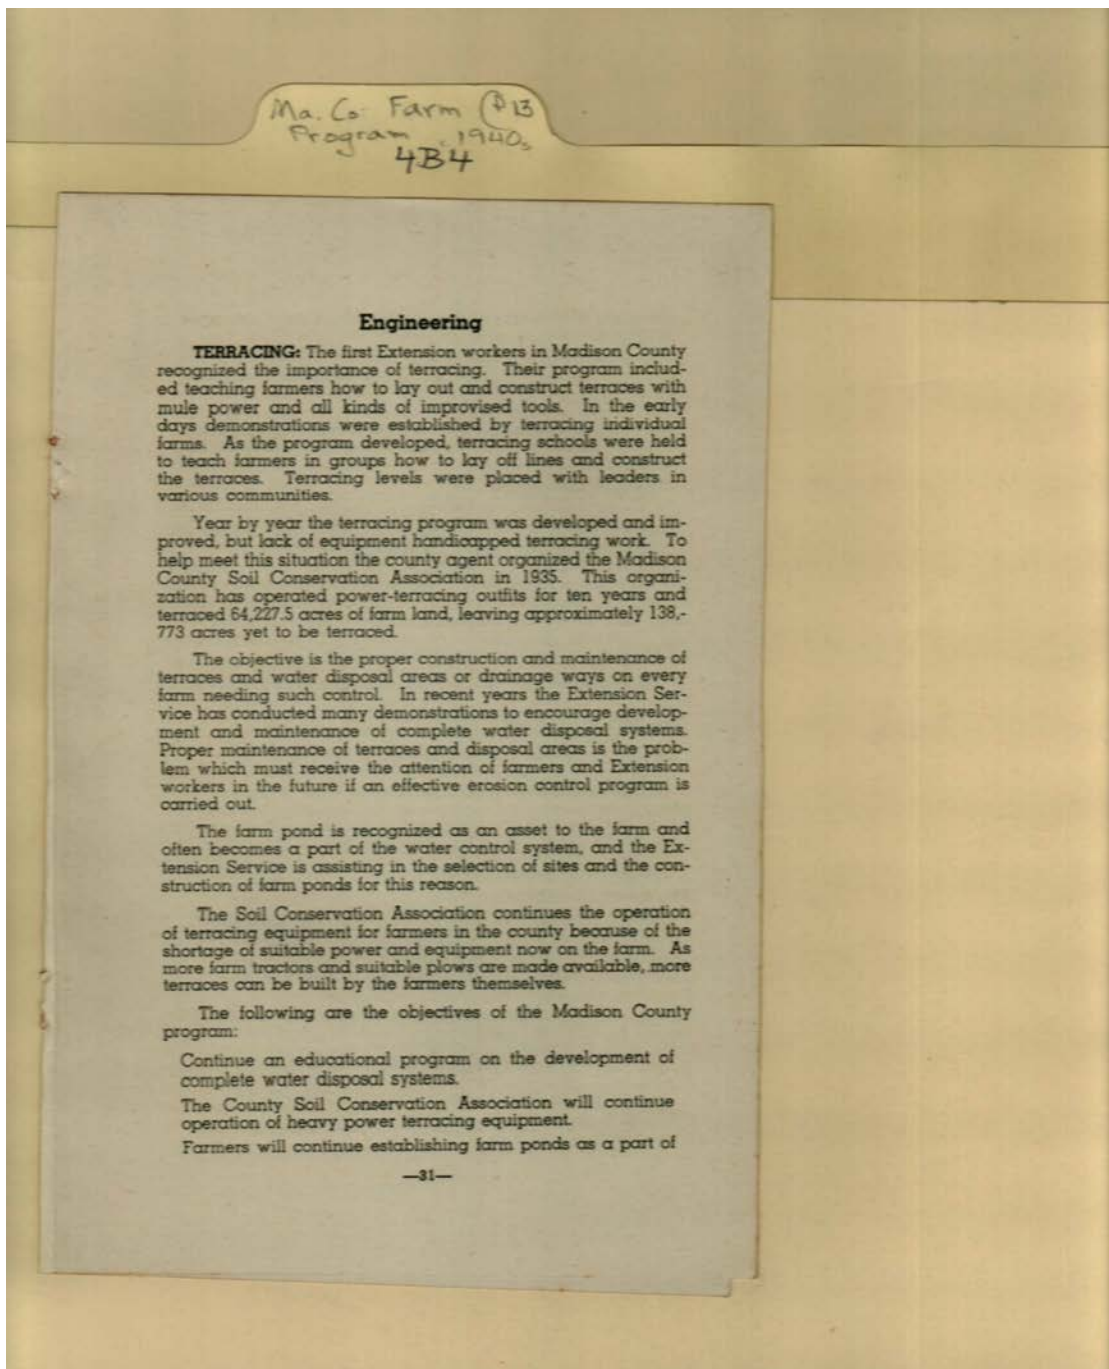 Ma. Co. Farm
Program 1940s
4B4
Engineering
TERRACING: The first Extension workers in Madison County
recognized the importance of terracing. Their program includ-
ed teaching farmers how to lay out and construct terraces with
mule power and all kinds of improvised tools. In the early
days demonstrations were established by terracing individual
farms. As the program developed, terracing schools were held
to teach farmers in groups how to lay off lines and construct
the terraces. Terracing levels were placed with leaders in
various communities.
Year by year the terracing program was developed and im-
proved, but lack of equipment handicapped terracing work. To
help meet this situation the county agent organized the Madison
County Soil Conservation Association in 1935. This organi-
zation has operated power-terracing outfits for ten years and
terraced 64,227.5 acres of farm land, leaving approximately 138,-
773 acres yet to be terraced.
The objective is the proper construction and maintenance of
terraces and water disposal areas or drainage ways on every
farm needing such control. In recent years the Extension Ser-
vice has conducted many demonstrations to encourage develop-
ment and maintenance of complete water disposal systems.
Proper maintenance of terraces and disposal areas is the prob-
lem which must receive the attention of farmers and Extension
workers in the future if an effective erosion control program is
carried out.
The farm pond is recognized as an asset to the farm and
often becomes a part of the water control system, and the Ex-
tension Service is assisting in the selection of sites and the con-
struction of farm ponds for this reason.
The Soil Conservation Association continues the operation
of terracing equipment for farmers in the county because of the
shortage of suitable power and equipment now on the farm. As
more farm tractors and suitable plows are made available, more
terraces can be built by the farmers themselves.
The following are the objectives of the Madison County
program:
Continue an educational program on the development of
complete water disposal systems.
The County Soil Conservation Association will continue
operation of heavy power terracing equipment.
Farmers will continue establishing farm ponds as a part of
—31—